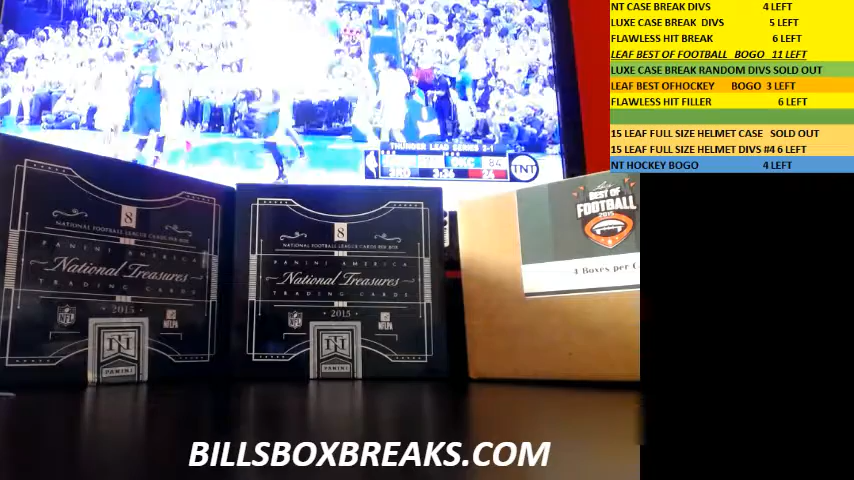 NT CASE BREAK DIVS 4 LEFT
LUXE CASE BREAK DIVS 5 LEFT
FLAWLESS HIT BREAK 6 LEFT
LEAF BEST OF FOOTBALL BOGO 11 LEFT
LUXE CASE BREAK RANDOM DIVS SOLD OUT
LEAF BEST OFHOCKEY BOGO 3 LEFT
FLAWLESS HIT FILLER 6 LEFT
15 LEAF FULL SIZE HELMET CASE SOLD OUT
15 LEAF FULL SIZE HELMET DIVS #4 6 LEFT
NT HOCKEY BOGO 4 LEFT
THUNDER LEAD SERIES 2-1
84
3RD 3:36 24
TNT
8
NATIONAL FOOTBALL LEAGUE CARDS PER BOX
PANINI AMERICA
National Treasures
TRADING CARDS
2015
NFL NFLPA
PANINI
8
NATIONAL FOOTBALL LEAGUE CARDS PER BOX
PANINI AMERICA
National Treasures
TRADING CARDS
2015
NFL NFLPA
PANINI
BEST OF
FOOTBALL
2015
4 Boxes per
BILLSBOXBREAKS.COM